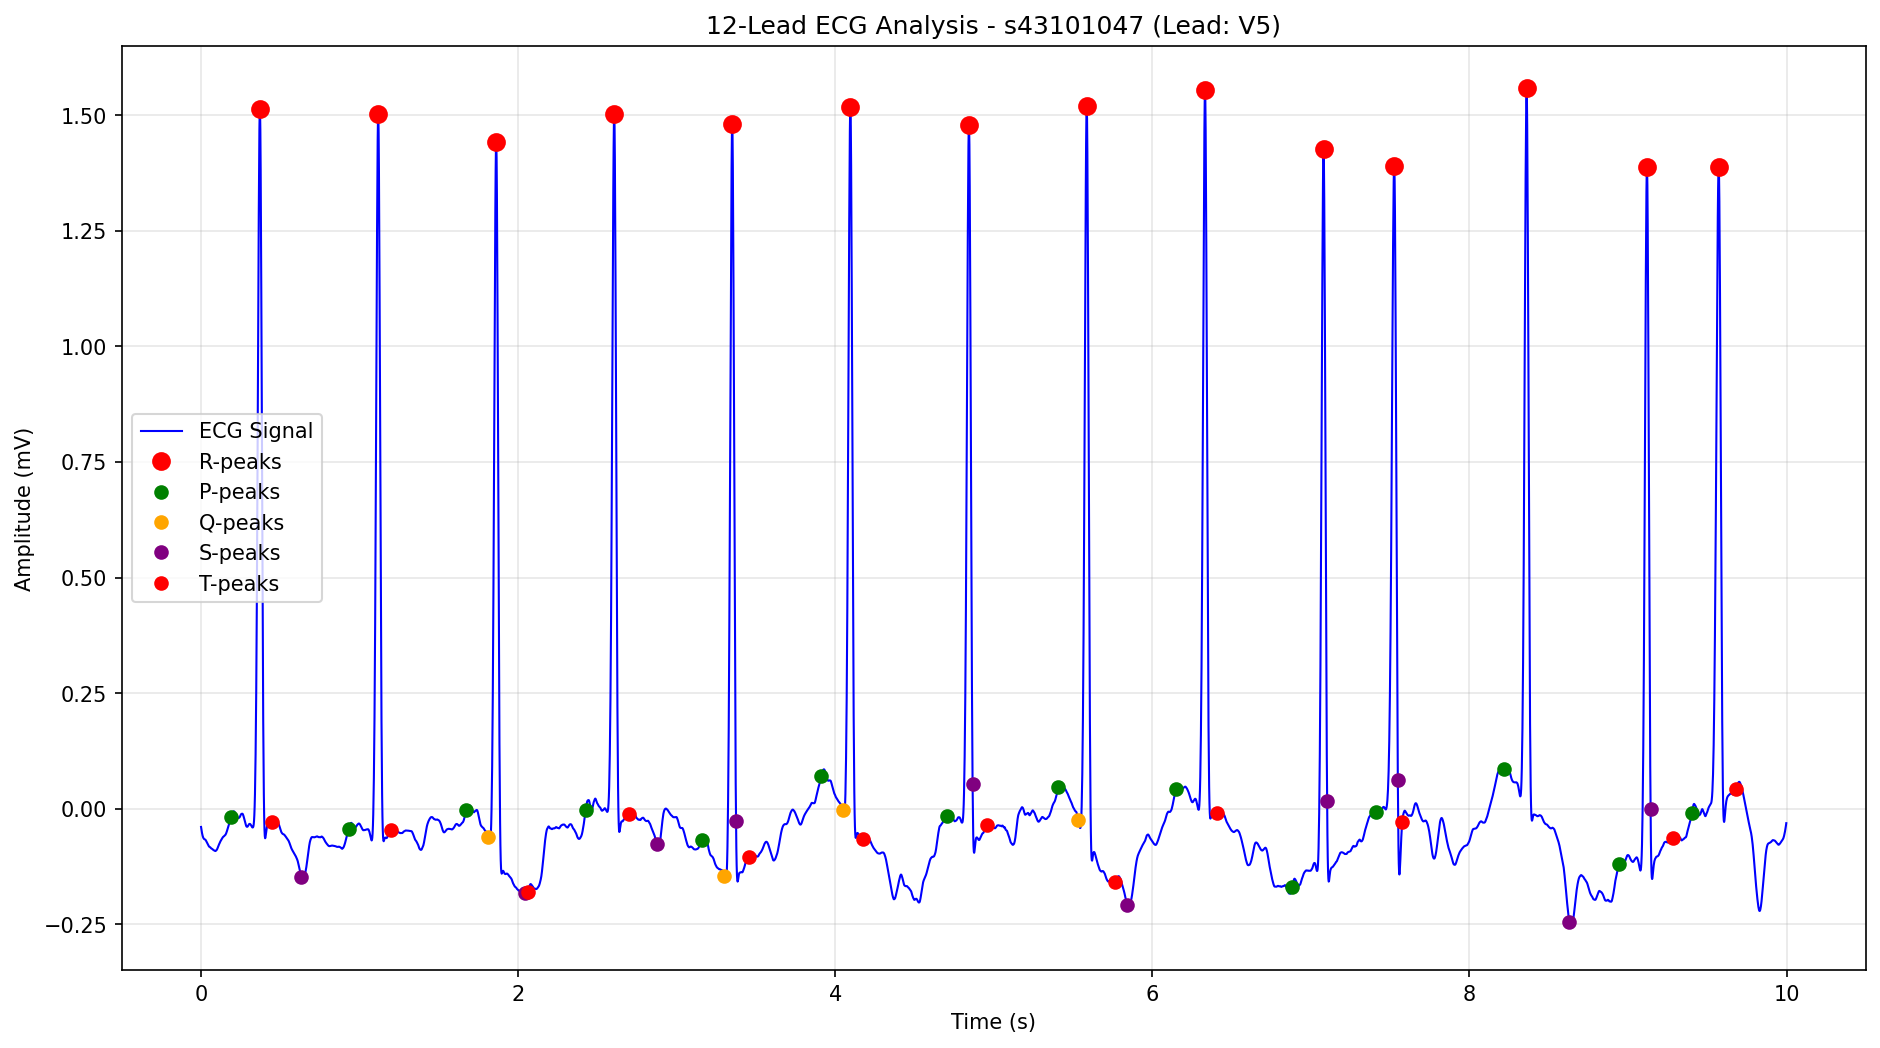 12-Lead ECG Analysis - s43101047 (Lead: V5)
Amplitude (mV)
1.50
1.25
1.00
0.75
0.50
0.25
0.00
−0.25
ECG Signal
R-peaks
P-peaks
Q-peaks
S-peaks
T-peaks
0 2 4 6 8 10
Time (s)